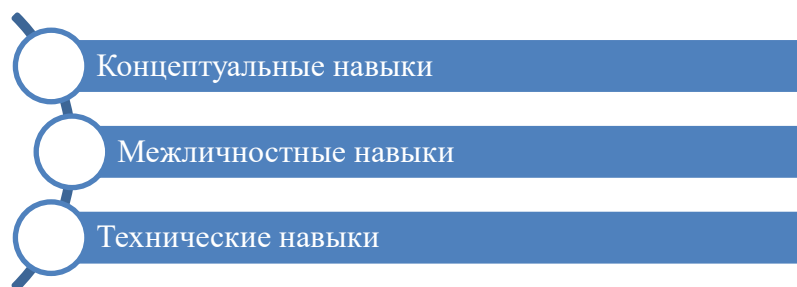 Концептуальные навыки
Межличностные навыки
Технические навыки